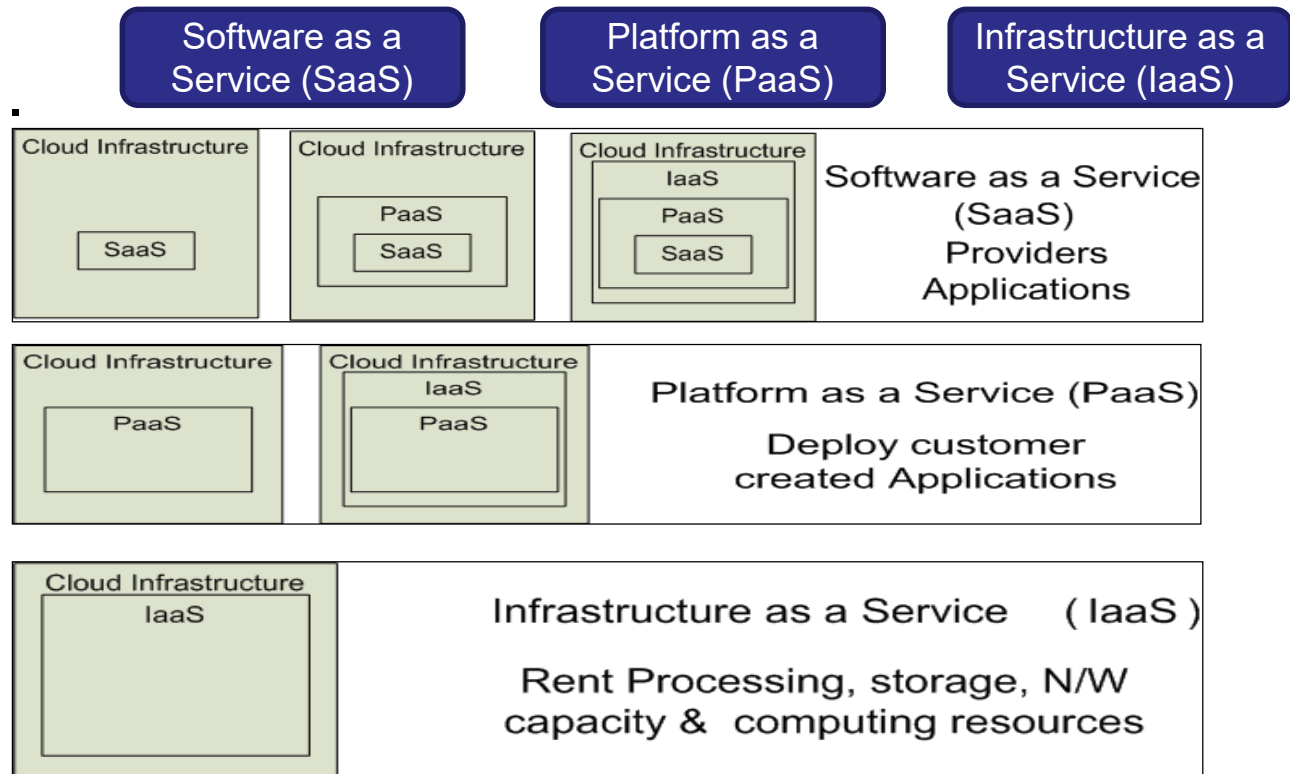 Software as a
Service (SaaS)
Platform as a
Service (PaaS)
Infrastructure as a
Service (IaaS)
Cloud Infrastructure
SaaS
Cloud Infrastructure
PaaS
SaaS
Cloud Infrastructure
IaaS
PaaS
SaaS
Software as a Service
(SaaS)
Providers
Applications
Cloud Infrastructure
PaaS
Cloud Infrastructure
IaaS
PaaS
Platform as a Service (PaaS)
Deploy customer
created Applications
Cloud Infrastructure
IaaS
Infrastructure as a Service ( IaaS )
Rent Processing, storage, N/W
capacity & computing resources